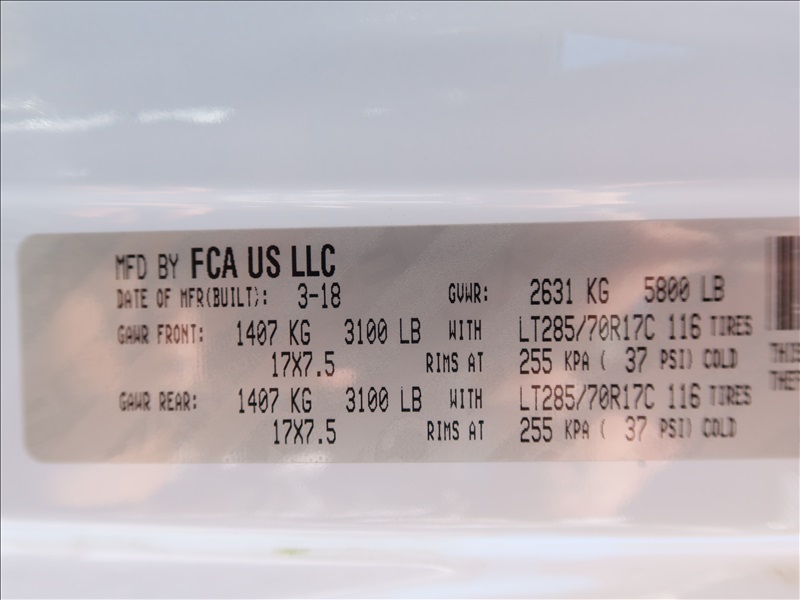 MFD BY FCA US LLC
DATE OF MFR(BUILT): 3-18 GVWR: 2631 KG 5800 LB
GAWR FRONT: 1407 KG 3100 LB WITH LT285/70R17C 116 TIRES
17X7.5 RIMS AT 255 KPA ( 37 PSI) COLD
GAWR REAR: 1407 KG 3100 LB WITH LT285/70R17C 116 TIRES
17X7.5 RIMS AT 255 KPA ( 37 PSI) COLD
THIS